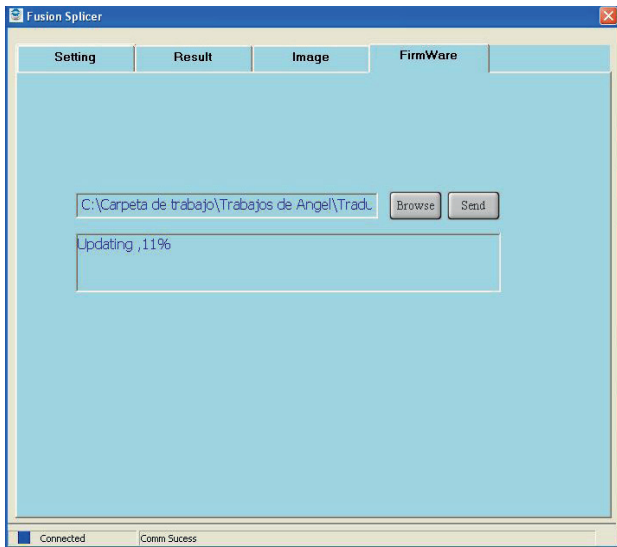 Fusion Splicer
Setting Result Image FirmWare
C:\Carpeta de trabajo\Trabajos de Angel\Tradu Browse Send
Updating ,11%
Connected Comm Sucess